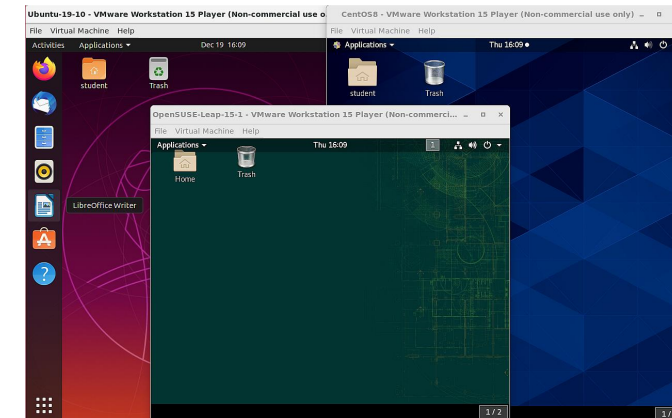 Ubuntu-19-10 - VMware Workstation 15 Player (Non-commercial use o
File Virtual Machine Help
Activities Applications Dec 19 16:09
student
Trash
LibreOffice Writer
CentOS8 - VMware Workstation 15 Player (Non-commercial use only)
File Virtual Machine Help
Applications Thu 16:09
student
Trash
OpenSUSE-Leap-15-1 - VMware Workstation 15 Player (Non-commerci...
File Virtual Machine Help
Applications Thu 16:09 1
Home
Trash
1 / 2
1/